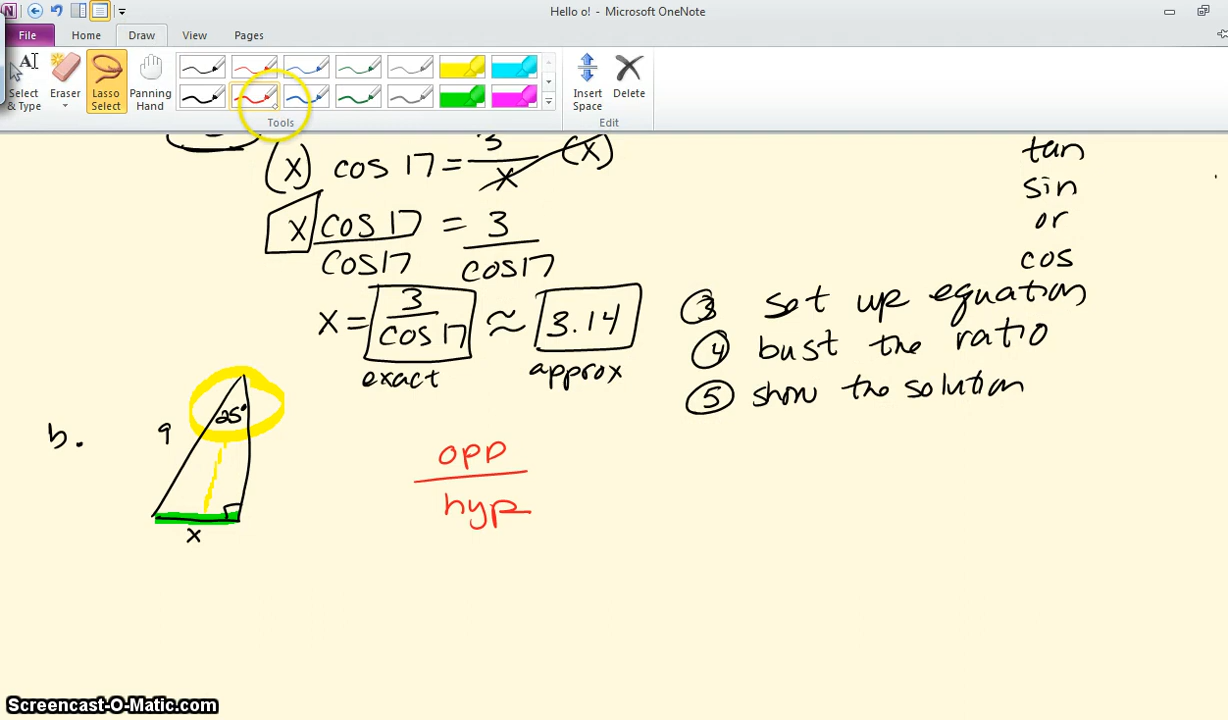 Hello o! - Microsoft OneNote
File Home Draw View Pages
Select & Type
Eraser
Lasso Select
Panning Hand
Insert Space
Delete
Tools
Edit
(x) cos 17 = 3/x (x)
x cos 17 / cos 17 = 3 / cos 17
x = 3 / cos 17 ≈ 3.14
exact approx
tan
sin
or
cos
③ set up equation
④ bust the ratio
⑤ show the solution
b.
9
25°
x
opp
hyp
Screencast-O-Matic.com